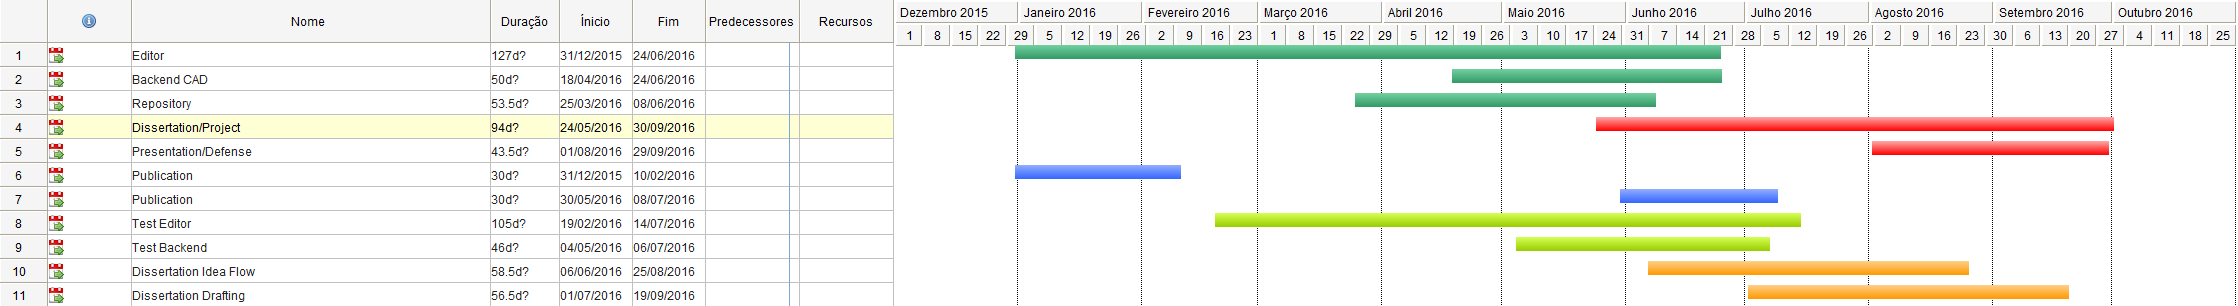 Nome Duração Ínicio Fim Predecessores Recursos
Dezembro 2015 Janeiro 2016 Fevereiro 2016 Março 2016 Abril 2016 Maio 2016 Junho 2016 Julho 2016 Agosto 2016 Setembro 2016 Outubro 2016
1 8 15 22 29 5 12 19 26 2 9 16 23 1 8 15 22 29 5 12 19 26 3 10 17 24 31 7 14 21 28 5 12 19 26 2 9 16 23 30 6 13 20 27 4 11 18 25
1 Editor 127d? 31/12/2015 24/06/2016
2 Backend CAD 50d? 18/04/2016 24/06/2016
3 Repository 53.5d? 25/03/2016 08/06/2016
4 Dissertation/Project 94d? 24/05/2016 30/09/2016
5 Presentation/Defense 43.5d? 01/08/2016 29/09/2016
6 Publication 30d? 31/12/2015 10/02/2016
7 Publication 30d? 30/05/2016 08/07/2016
8 Test Editor 105d? 19/02/2016 14/07/2016
9 Test Backend 46d? 04/05/2016 06/07/2016
10 Dissertation Idea Flow 58.5d? 06/06/2016 25/08/2016
11 Dissertation Drafting 56.5d? 01/07/2016 19/09/2016